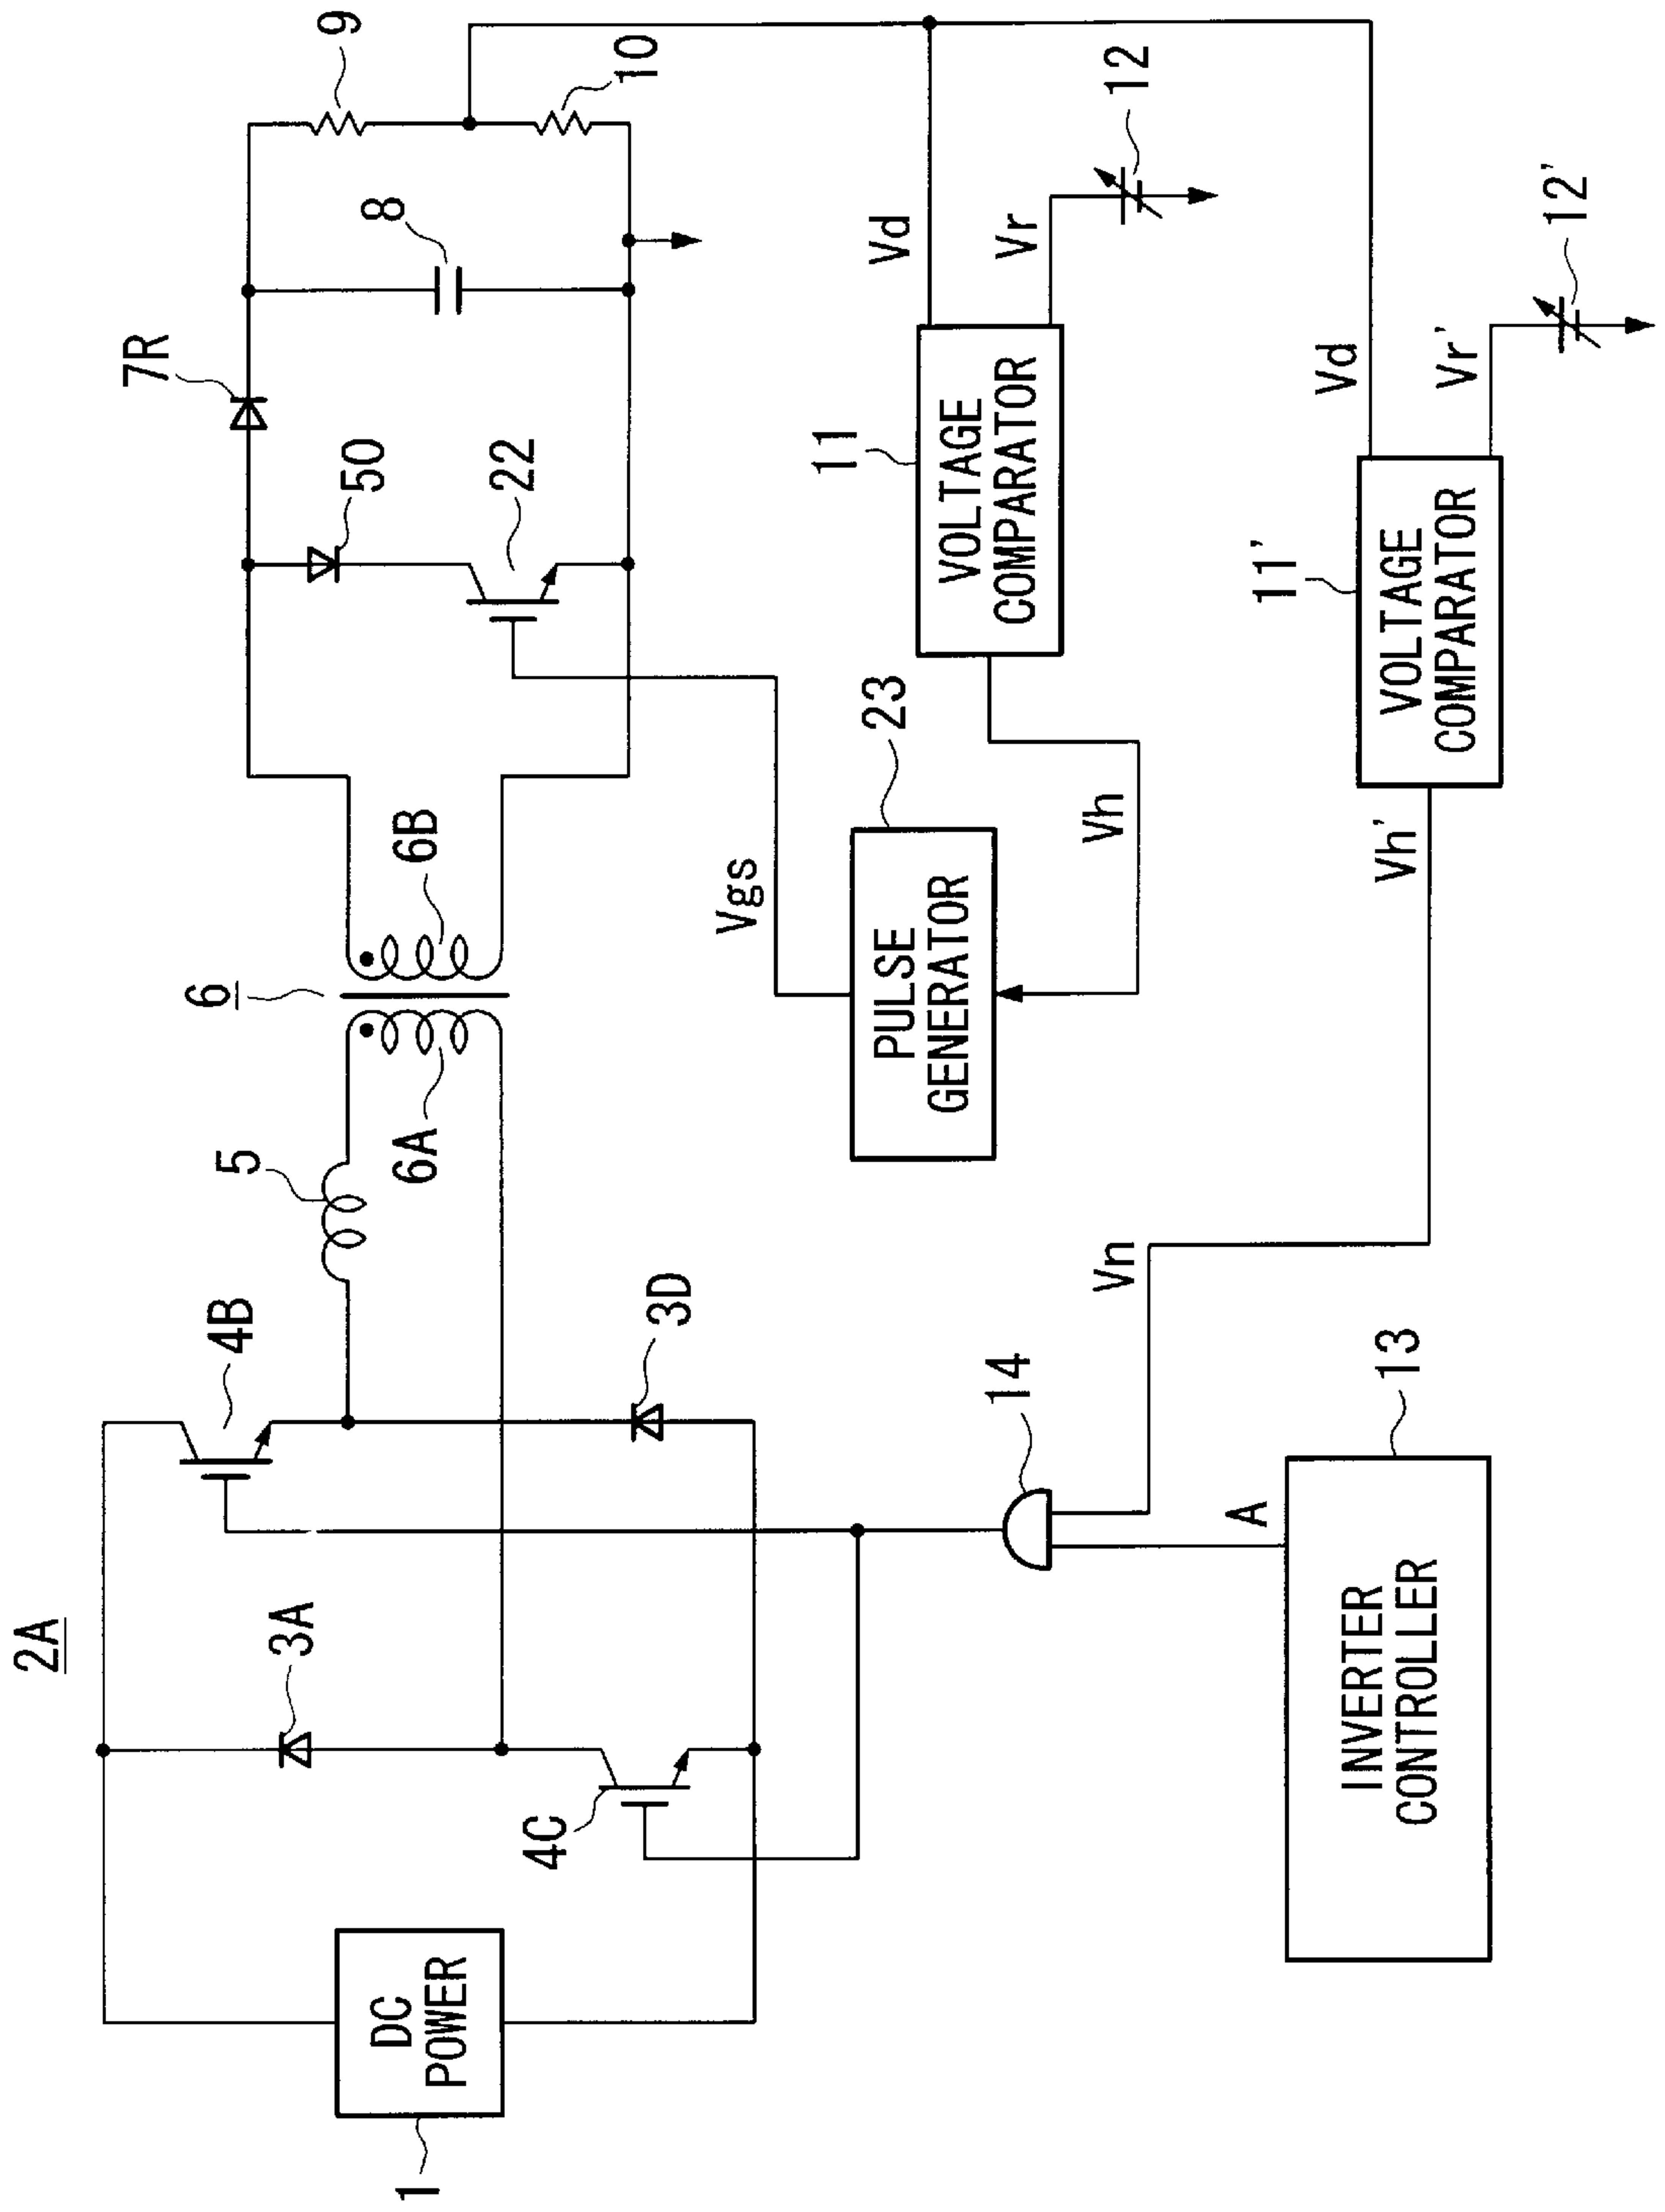 2A
1
DC
POWER
3A
4C
4B
3D
5
6
6A
6B
7R
50
22
8
9
10
Vgs
23
PULSE
GENERATOR
Vh
11
VOLTAGE
COMPARATOR
Vd
Vr
12
14
Vn
A
13
INVERTER
CONTROLLER
Vh'
11'
VOLTAGE
COMPARATOR
Vd
Vr'
12'